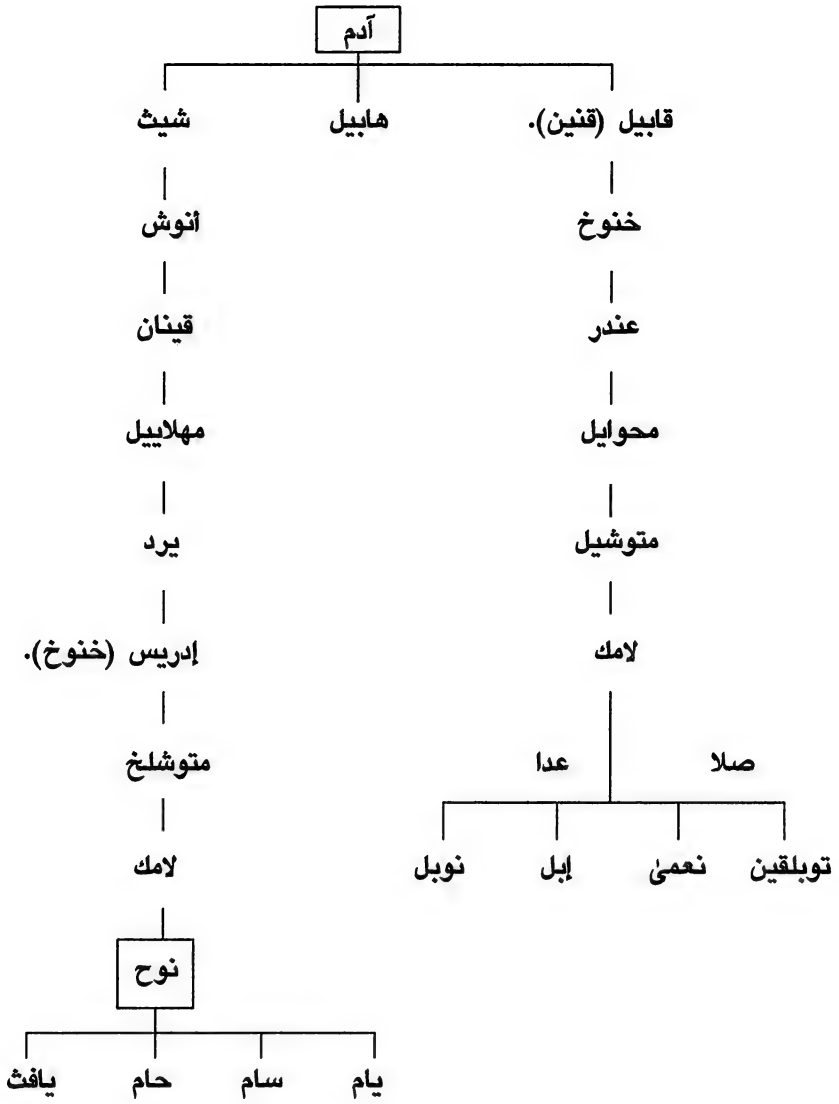 آدم
قابيل (قنين). هابيل شيث
خنوخ أنوش
عندر قينان
محوايل مهلاييل
متوشيل يرد
لامك إدريس (خنوخ).
صلا عدا متوشلخ
توبلقين نعمىٰ إبل نوبل لامك
نوح
يام سام حام يافث